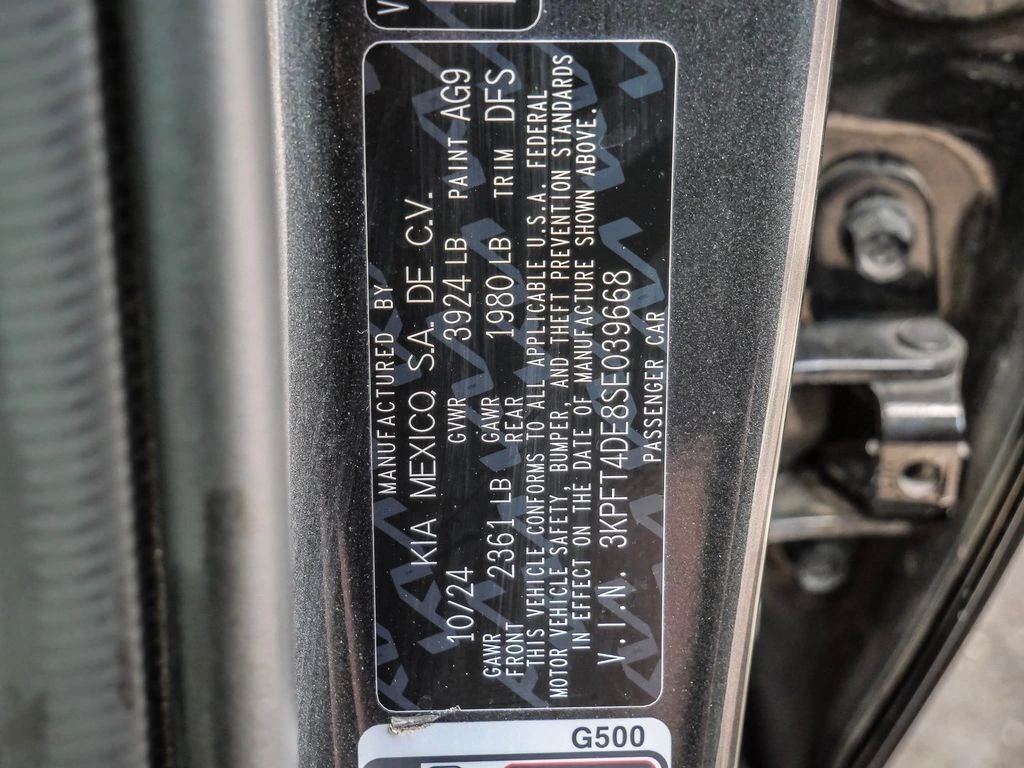 V
MANUFACTURED BY
KIA MEXICO, S.A. DE C.V.
10/24 GVWR 3924 LB PAINT AG9
GAWR FRONT 2361 LB GAWR REAR 1980 LB TRIM DFS
THIS VEHICLE CONFORMS TO ALL APPLICABLE U.S.A. FEDERAL
MOTOR VEHICLE SAFETY, BUMPER, AND THEFT PREVENTION STANDARDS
IN EFFECT ON THE DATE OF MANUFACTURE SHOWN ABOVE.
V.I.N. 3KPFT4DE8SE039668
PASSENGER CAR
G500